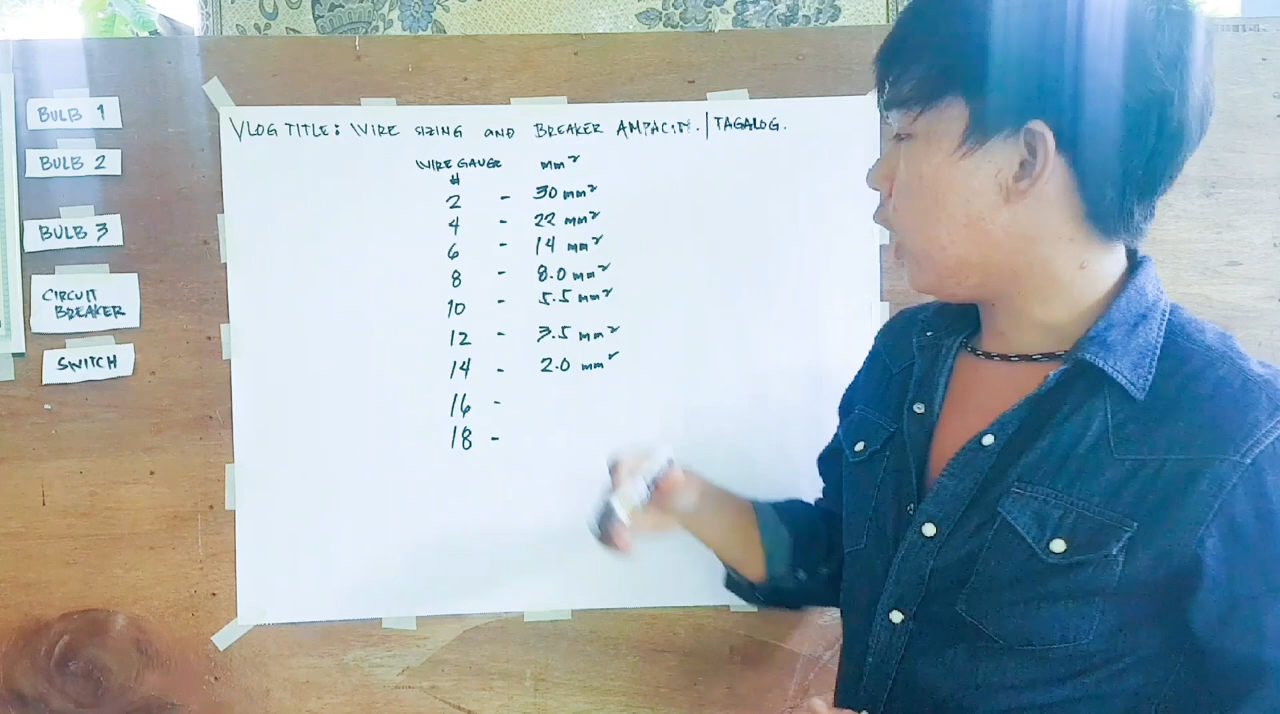 BULB 1
BULB 2
BULB 3
CIRCUIT
BREAKER
SWITCH
VLOG TITLE: WIRE SIZING AND BREAKER AMPACITY. | TAGALOG.
WIRE GAUGE mm²
#
2 - 30 mm²
4 - 22 mm²
6 - 14 mm²
8 - 8.0 mm²
10 - 5.5 mm²
12 - 3.5 mm²
14 - 2.0 mm²
16 -
18 -